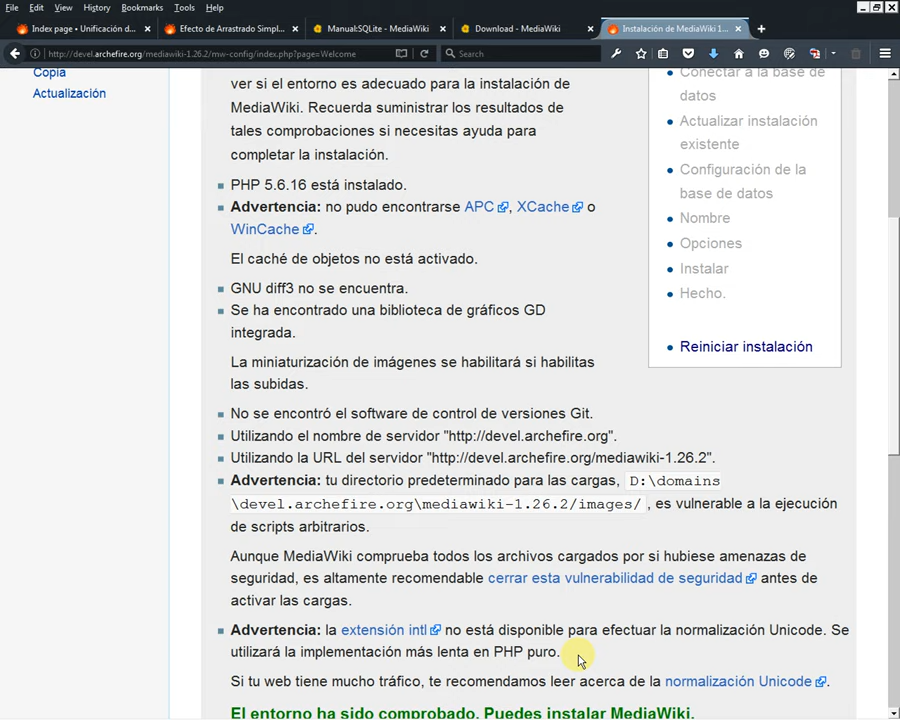 File Edit View History Bookmarks Tools Help
Index page • Unificación d... Efecto de Arrastrado Simpl... Manual:SQLite - MediaWiki Download - MediaWiki Instalación de MediaWiki 1...
http://devel.archefire.org/mediawiki-1.26.2/mw-config/index.php?page=Welcome Search
Copia
Actualización
ver si el entorno es adecuado para la instalación de
MediaWiki. Recuerda suministrar los resultados de
tales comprobaciones si necesitas ayuda para
completar la instalación.
PHP 5.6.16 está instalado.
Advertencia: no pudo encontrarse APC, XCache o
WinCache.
El caché de objetos no está activado.
GNU diff3 no se encuentra.
Se ha encontrado una biblioteca de gráficos GD
integrada.
La miniaturización de imágenes se habilitará si habilitas
las subidas.
No se encontró el software de control de versiones Git.
Utilizando el nombre de servidor "http://devel.archefire.org".
Utilizando la URL del servidor "http://devel.archefire.org/mediawiki-1.26.2".
Advertencia: tu directorio predeterminado para las cargas, D:\domains
\devel.archefire.org\mediawiki-1.26.2/images/ , es vulnerable a la ejecución
de scripts arbitrarios.
Aunque MediaWiki comprueba todos los archivos cargados por si hubiese amenazas de
seguridad, es altamente recomendable cerrar esta vulnerabilidad de seguridad antes de
activar las cargas.
Advertencia: la extensión intl no está disponible para efectuar la normalización Unicode. Se
utilizará la implementación más lenta en PHP puro.
Si tu web tiene mucho tráfico, te recomendamos leer acerca de la normalización Unicode.
El entorno ha sido comprobado. Puedes instalar MediaWiki.
Conectar a la base de
datos
Actualizar instalación
existente
Configuración de la
base de datos
Nombre
Opciones
Instalar
Hecho.
Reiniciar instalación